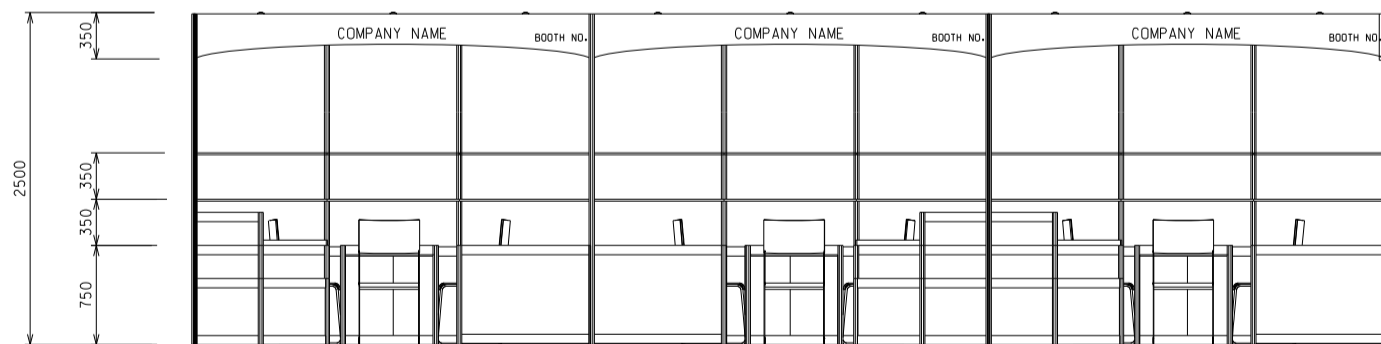 350
COMPANY NAME
BOOTH NO.
COMPANY NAME
BOOTH NO.
COMPANY NAME
BOOTH NO.
2500
350
350
750